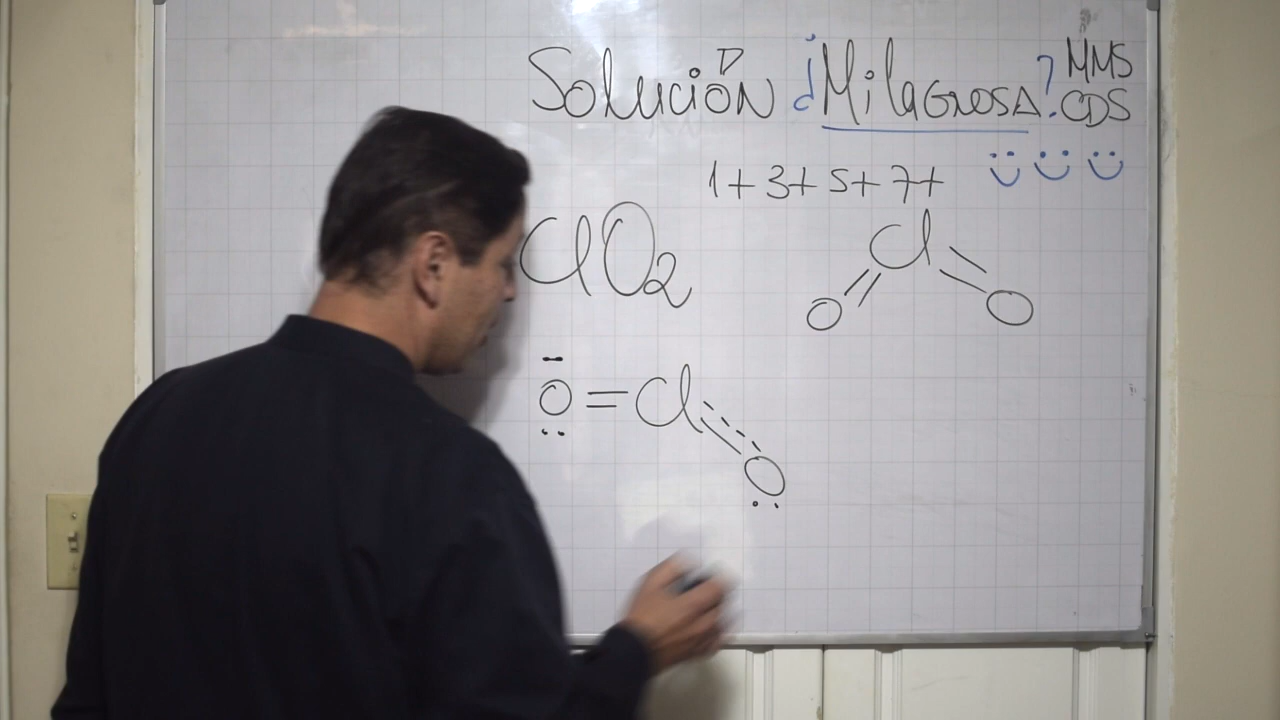 Solución ¿Milagrosa? MMS
CDS
1+ 3+ 5+ 7+
ClO2
Cl
O O
O = Cl
O